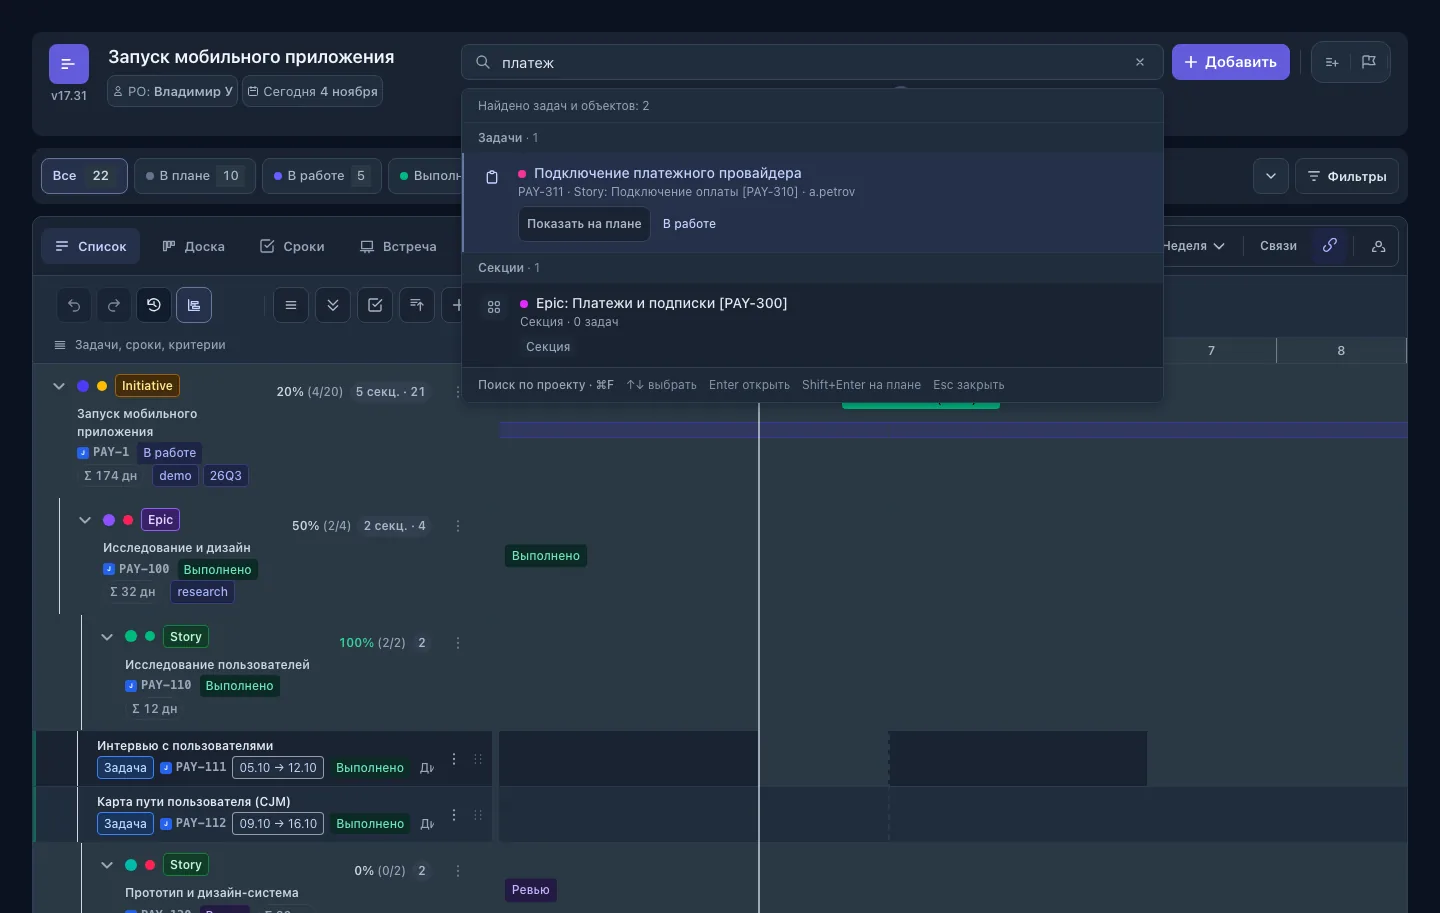 Запуск мобильного приложения
v17.31
PO: Владимир У
Сегодня 4 ноября
платеж
Добавить
Найдено задач и объектов: 2
Задачи · 1
Подключение платежного провайдера
PAY-311 · Story: Подключение оплаты [PAY-310] · a.petrov
Показать на плане
В работе
Секции · 1
Epic: Платежи и подписки [PAY-300]
Секция · 0 задач
Секция
Поиск по проекту · ⌘F ↑↓ выбрать Enter открыть Shift+Enter на плане Esc закрыть
Все 22
В плане 10
В работе 5
Фильтры
Список
Доска
Сроки
Встреча
Связи
Задачи, сроки, критерии
7
8
Initiative
20% (4/20) 5 секц. · 21
Запуск мобильного
приложения
PAY-1 В работе
Σ 174 дн demo 26Q3
Epic
50% (2/4) 2 секц. · 4
Исследование и дизайн
PAY-100 Выполнено
Σ 32 дн research
Выполнено
Story
100% (2/2) 2
Исследование пользователей
PAY-110 Выполнено
Σ 12 дн
Интервью с пользователями
Задача PAY-111 05.10 → 12.10 Выполнено
Карта пути пользователя (CJM)
Задача PAY-112 09.10 → 16.10 Выполнено
Story
0% (0/2) 2
Прототип и дизайн-система
Ревью